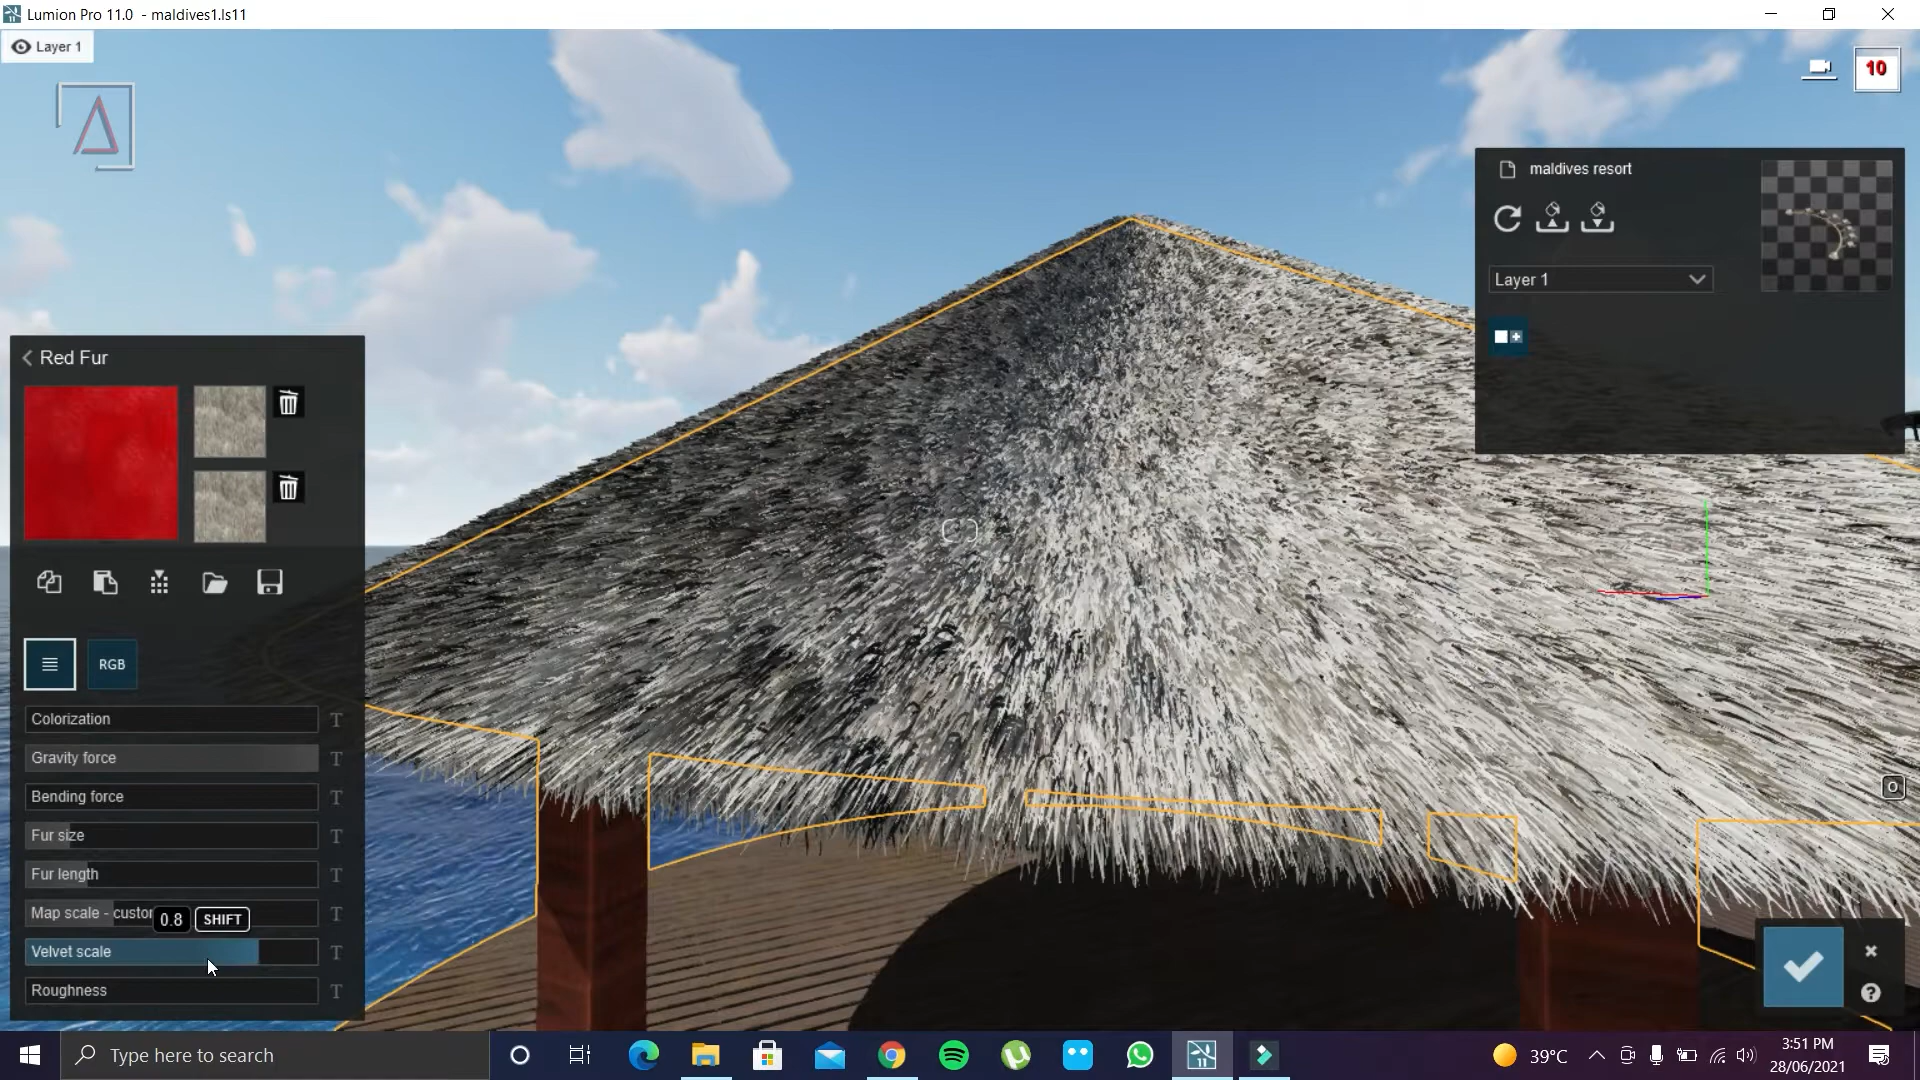 Lumion Pro 11.0 - maldives1.ls11
Layer 1
10
maldives resort
Layer 1
Red Fur
RGB
Colorization T
Gravity force T
Bending force T
Fur size T
Fur length T
Map scale - custor T
0.8 SHIFT
Velvet scale T
Roughness T
O
Type here to search
11
39°C
3:51 PM
28/06/2021